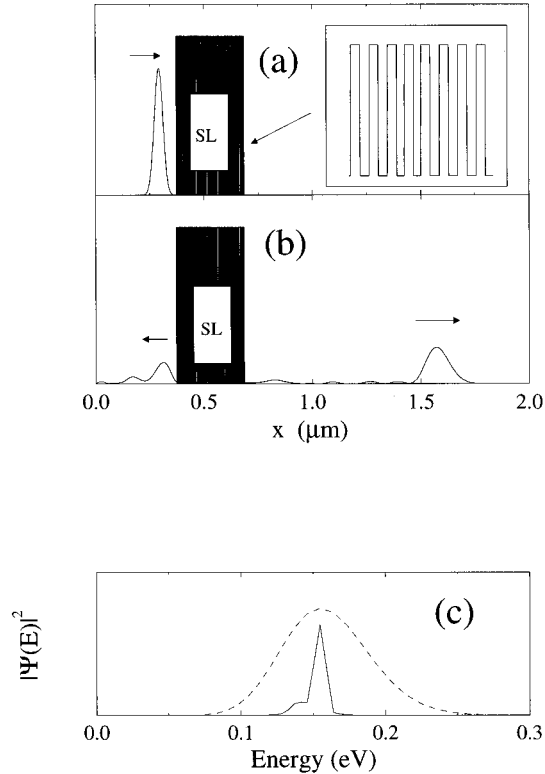 (a)
SL
(b)
SL
0.0 0.5 1.0 1.5 2.0
x (μm)
|Ψ(E)|²
(c)
0.0 0.1 0.2 0.3
Energy (eV)